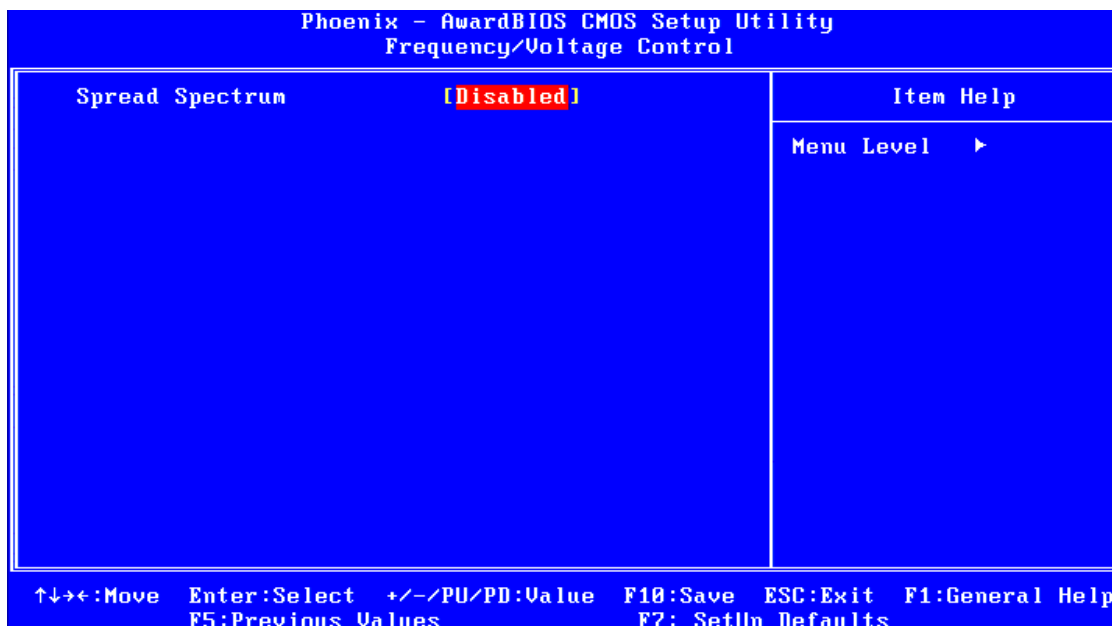 Phoenix - AwardBIOS CMOS Setup Utility
Frequency/Voltage Control
Spread Spectrum [Disabled]
Item Help
Menu Level ▸
↑↓→←:Move Enter:Select +/-/PU/PD:Value F10:Save ESC:Exit F1:General Help
F5:Previous Values F7: SetUp Defaults